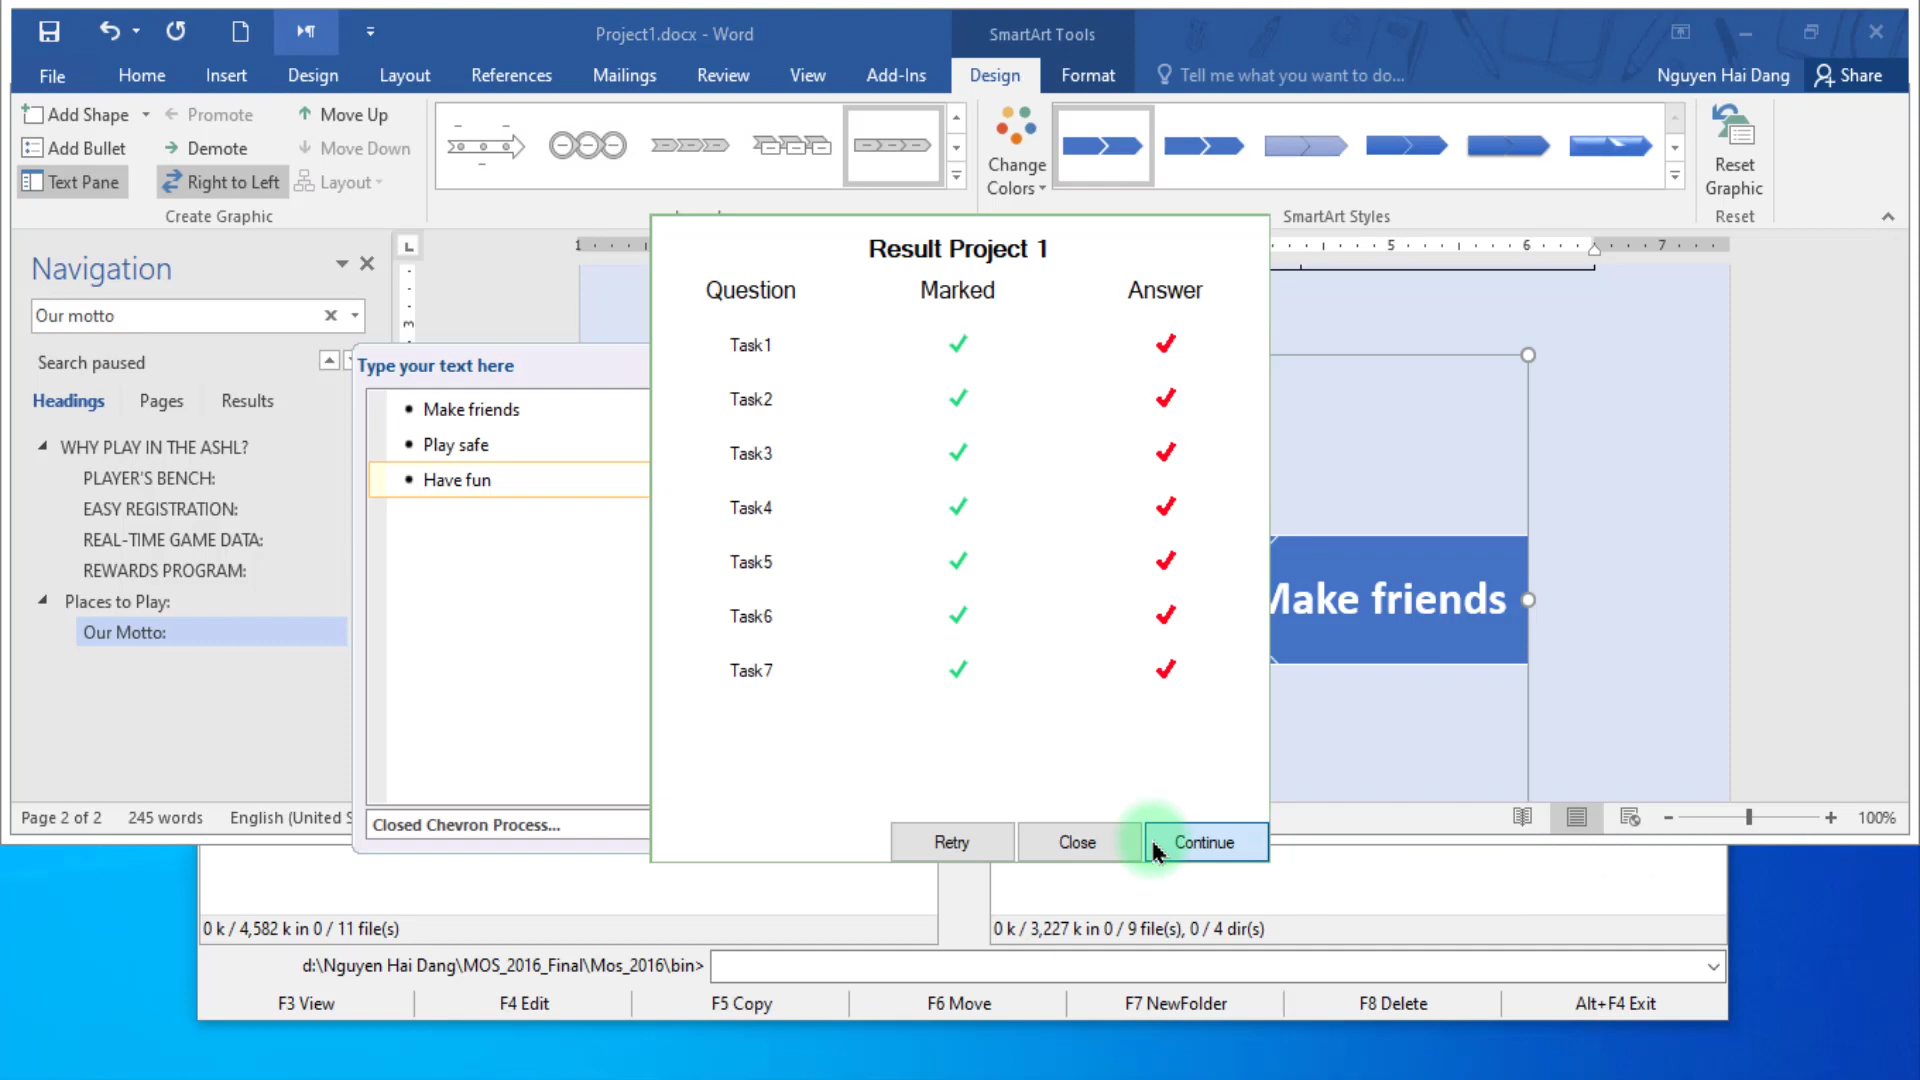 Project1.docx - Word
SmartArt Tools
File
Home
Insert
Design
Layout
References
Mailings
Review
View
Add-Ins
Design
Format
Tell me what you want to do...
Nguyen Hai Dang
Share
Add Shape
Promote
Move Up
Add Bullet
Demote
Move Down
Text Pane
Right to Left
Layout
Create Graphic
Change
Colors
SmartArt Styles
Reset
Graphic
Reset
Navigation
Our motto
Search paused
Headings
Pages
Results
WHY PLAY IN THE ASHL?
PLAYER'S BENCH:
EASY REGISTRATION:
REAL-TIME GAME DATA:
REWARDS PROGRAM:
Places to Play:
Our Motto:
L
1
3
5
6
7
Type your text here
Make friends
Play safe
Have fun
Closed Chevron Process...
Result Project 1
Question
Marked
Answer
Task1
Task2
Task3
Task4
Task5
Task6
Task7
Retry
Close
Continue
Make friends
Page 2 of 2
245 words
English (United S
100%
0 k / 4,582 k in 0 / 11 file(s)
0 k / 3,227 k in 0 / 9 file(s), 0 / 4 dir(s)
d:\Nguyen Hai Dang\MOS_2016_Final\Mos_2016\bin>
F3 View
F4 Edit
F5 Copy
F6 Move
F7 NewFolder
F8 Delete
Alt+F4 Exit